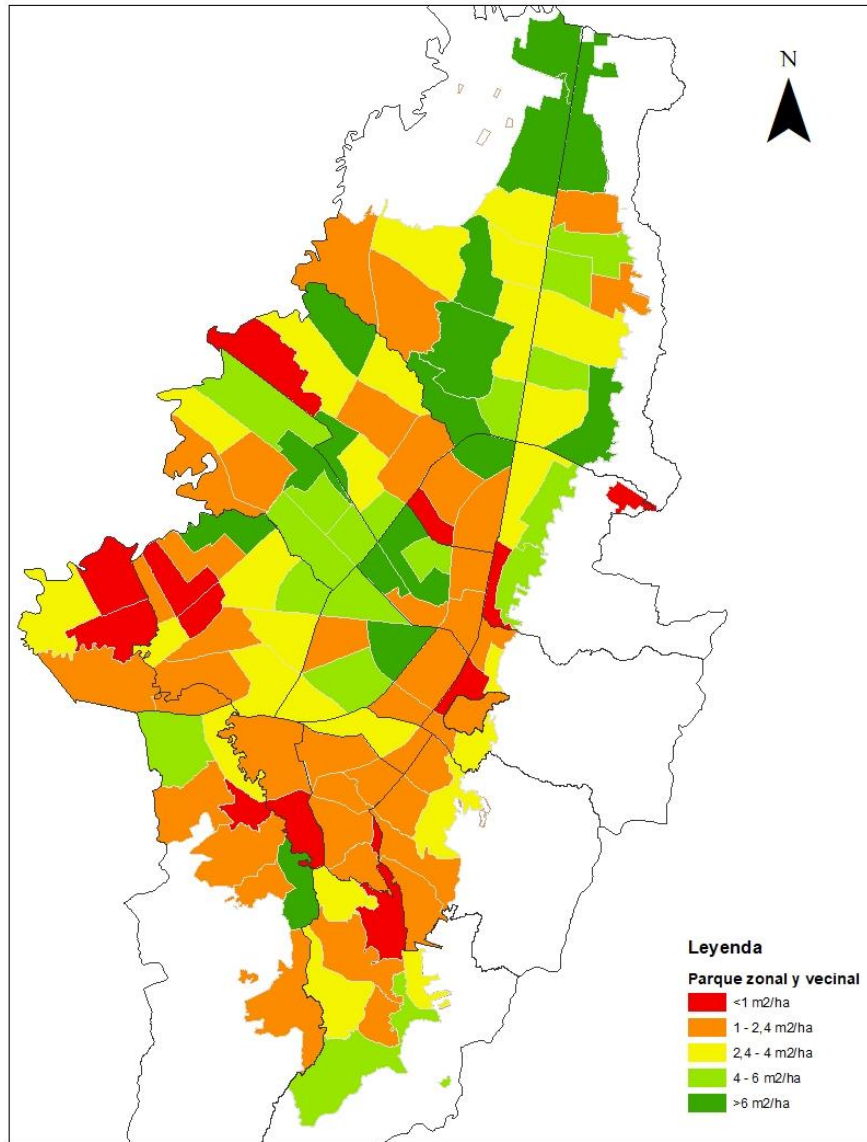 N
Leyenda
Parque zonal y vecinal
<1 m2/ha
1 - 2,4 m2/ha
2,4 - 4 m2/ha
4 - 6 m2/ha
>6 m2/ha